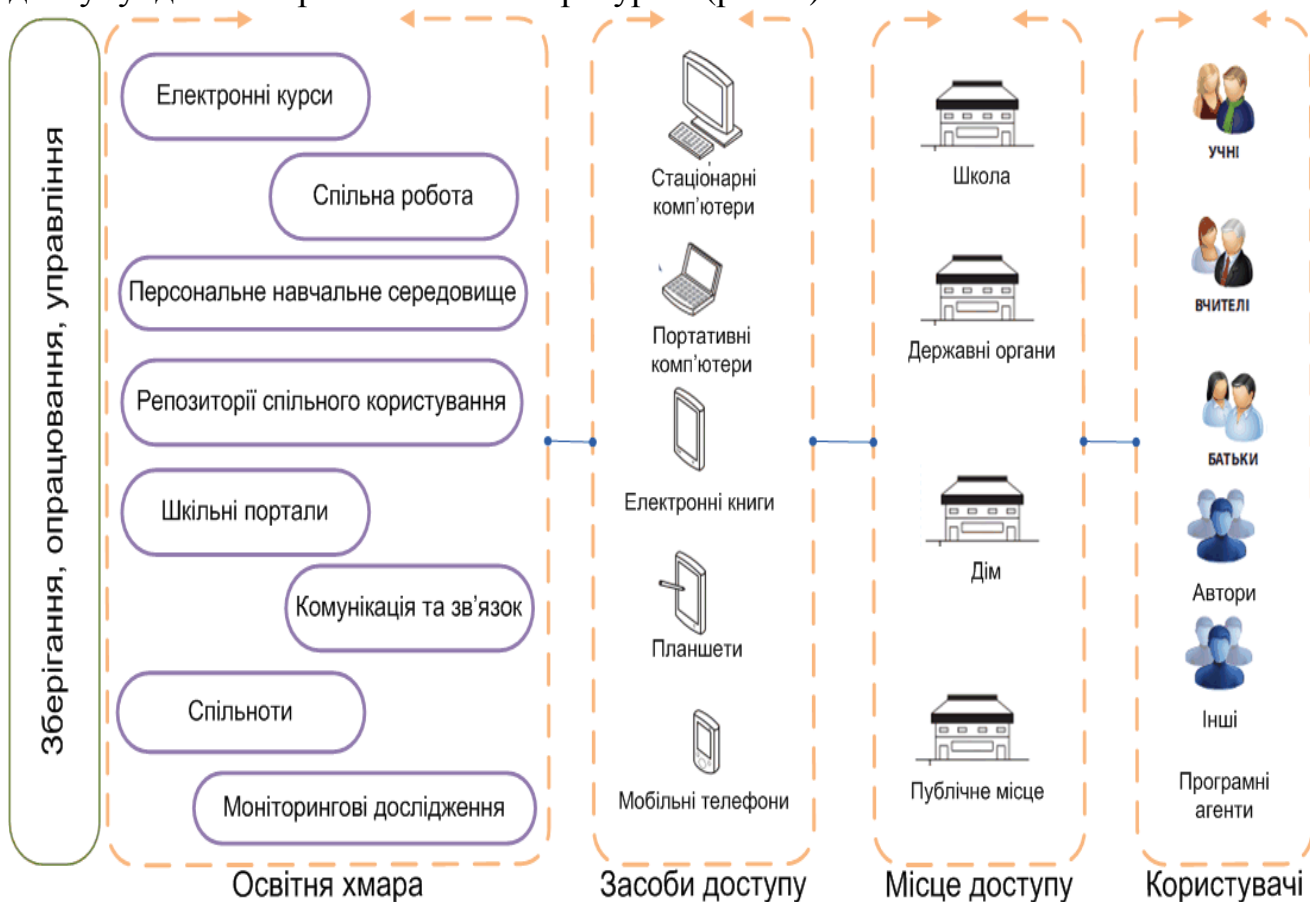 Зберігання, опрацювання, управління
Електронні курси
Спільна робота
Персональне навчальне середовище
Репозиторії спільного користування
Шкільні портали
Комунікація та зв’язок
Спільноти
Моніторингові дослідження
Освітня хмара
Стаціонарні
комп’ютери
Портативні
комп’ютери
Електронні книги
Планшети
Мобільні телефони
Засоби доступу
Школа
Державні органи
Дім
Публічне місце
Місце доступу
УЧНІ
ВЧИТЕЛІ
БАТЬКИ
Автори
Інші
Програмні
агенти
Користувачі